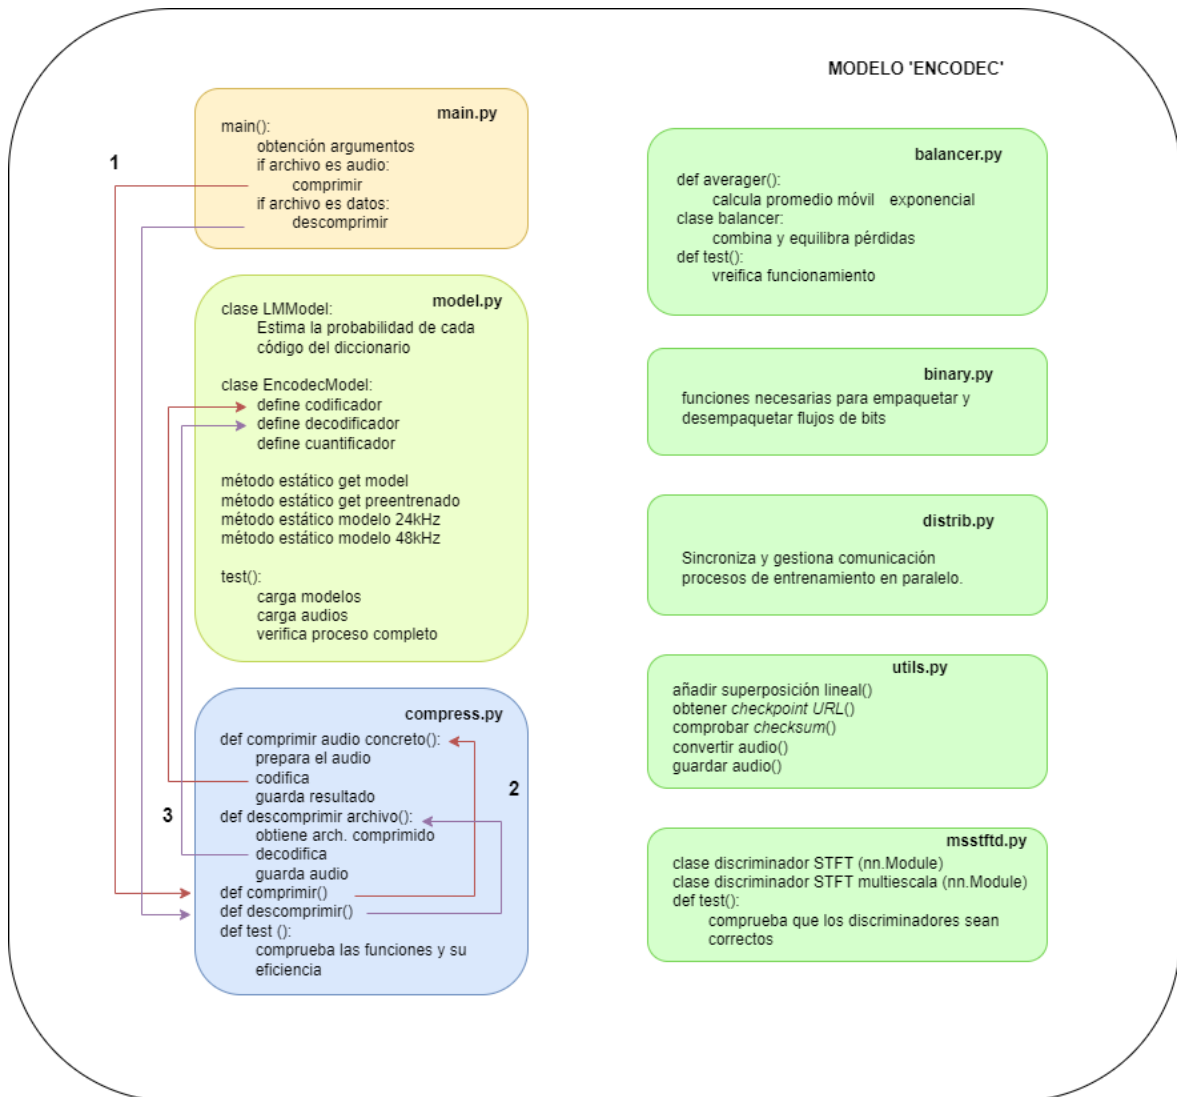 MODELO 'ENCODEC'
main.py
main():
obtención argumentos
if archivo es audio:
comprimir
if archivo es datos:
descomprimir
1
model.py
clase LMModel:
Estima la probabilidad de cada
código del diccionario
clase EncodecModel:
define codificador
define decodificador
define cuantificador
método estático get model
método estático get preentrenado
método estático modelo 24kHz
método estático modelo 48kHz
test():
carga modelos
carga audios
verifica proceso completo
compress.py
def comprimir audio concreto():
prepara el audio
codifica
guarda resultado
def descomprimir archivo():
obtiene arch. comprimido
decodifica
guarda audio
def comprimir()
def descomprimir()
def test ():
comprueba las funciones y su
eficiencia
2
3
balancer.py
def averager():
calcula promedio móvil exponencial
clase balancer:
combina y equilibra pérdidas
def test():
vreifica funcionamiento
binary.py
funciones necesarias para empaquetar y
desempaquetar flujos de bits
distrib.py
Sincroniza y gestiona comunicación
procesos de entrenamiento en paralelo.
utils.py
añadir superposición lineal()
obtener checkpoint URL()
comprobar checksum()
convertir audio()
guardar audio()
msstftd.py
clase discriminador STFT (nn.Module)
clase discriminador STFT multiescala (nn.Module)
def test():
comprueba que los discriminadores sean
correctos